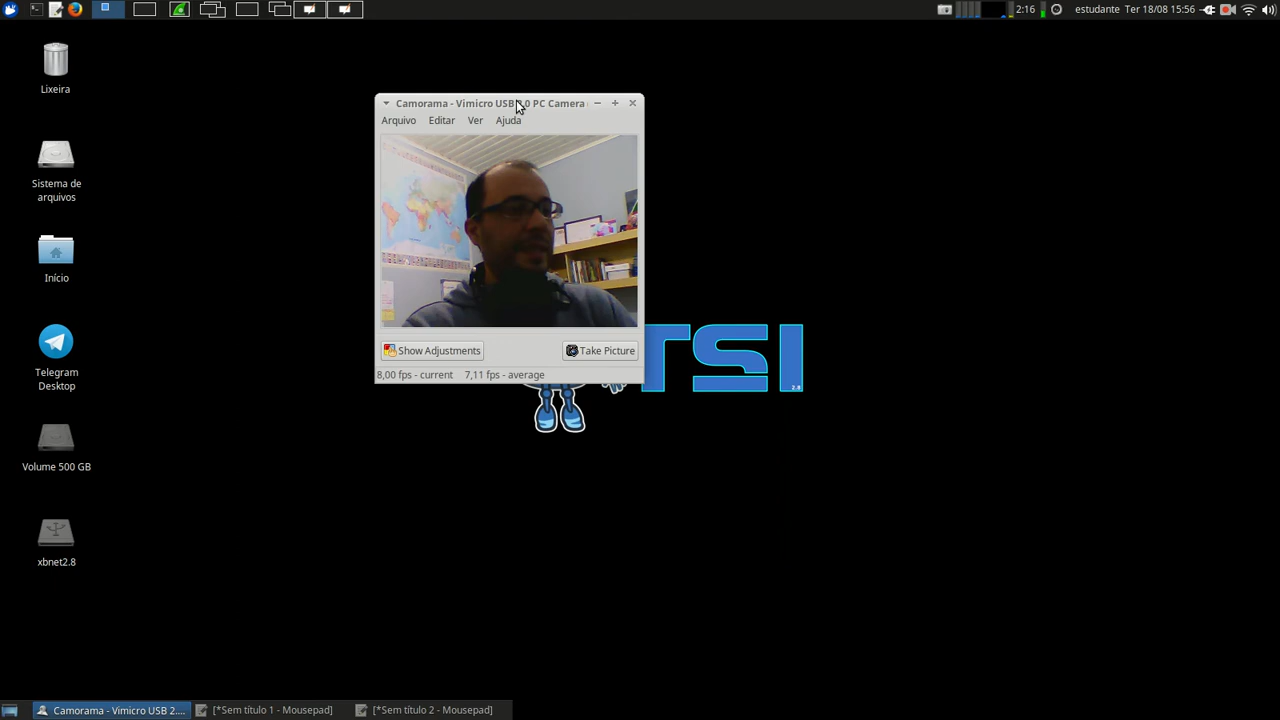 2:16
estudante Ter 18/08 15:56
Lixeira
Sistema de
arquivos
Início
Telegram
Desktop
Volume 500 GB
xbnet2.8
Camorama - Vimicro USB 2.0 PC Camera
Arquivo Editar Ver Ajuda
Show Adjustments Take Picture
8,00 fps - current 7,11 fps - average
TSI
2.8
Camorama - Vimicro USB 2.... [*Sem título 1 - Mousepad] [*Sem título 2 - Mousepad]